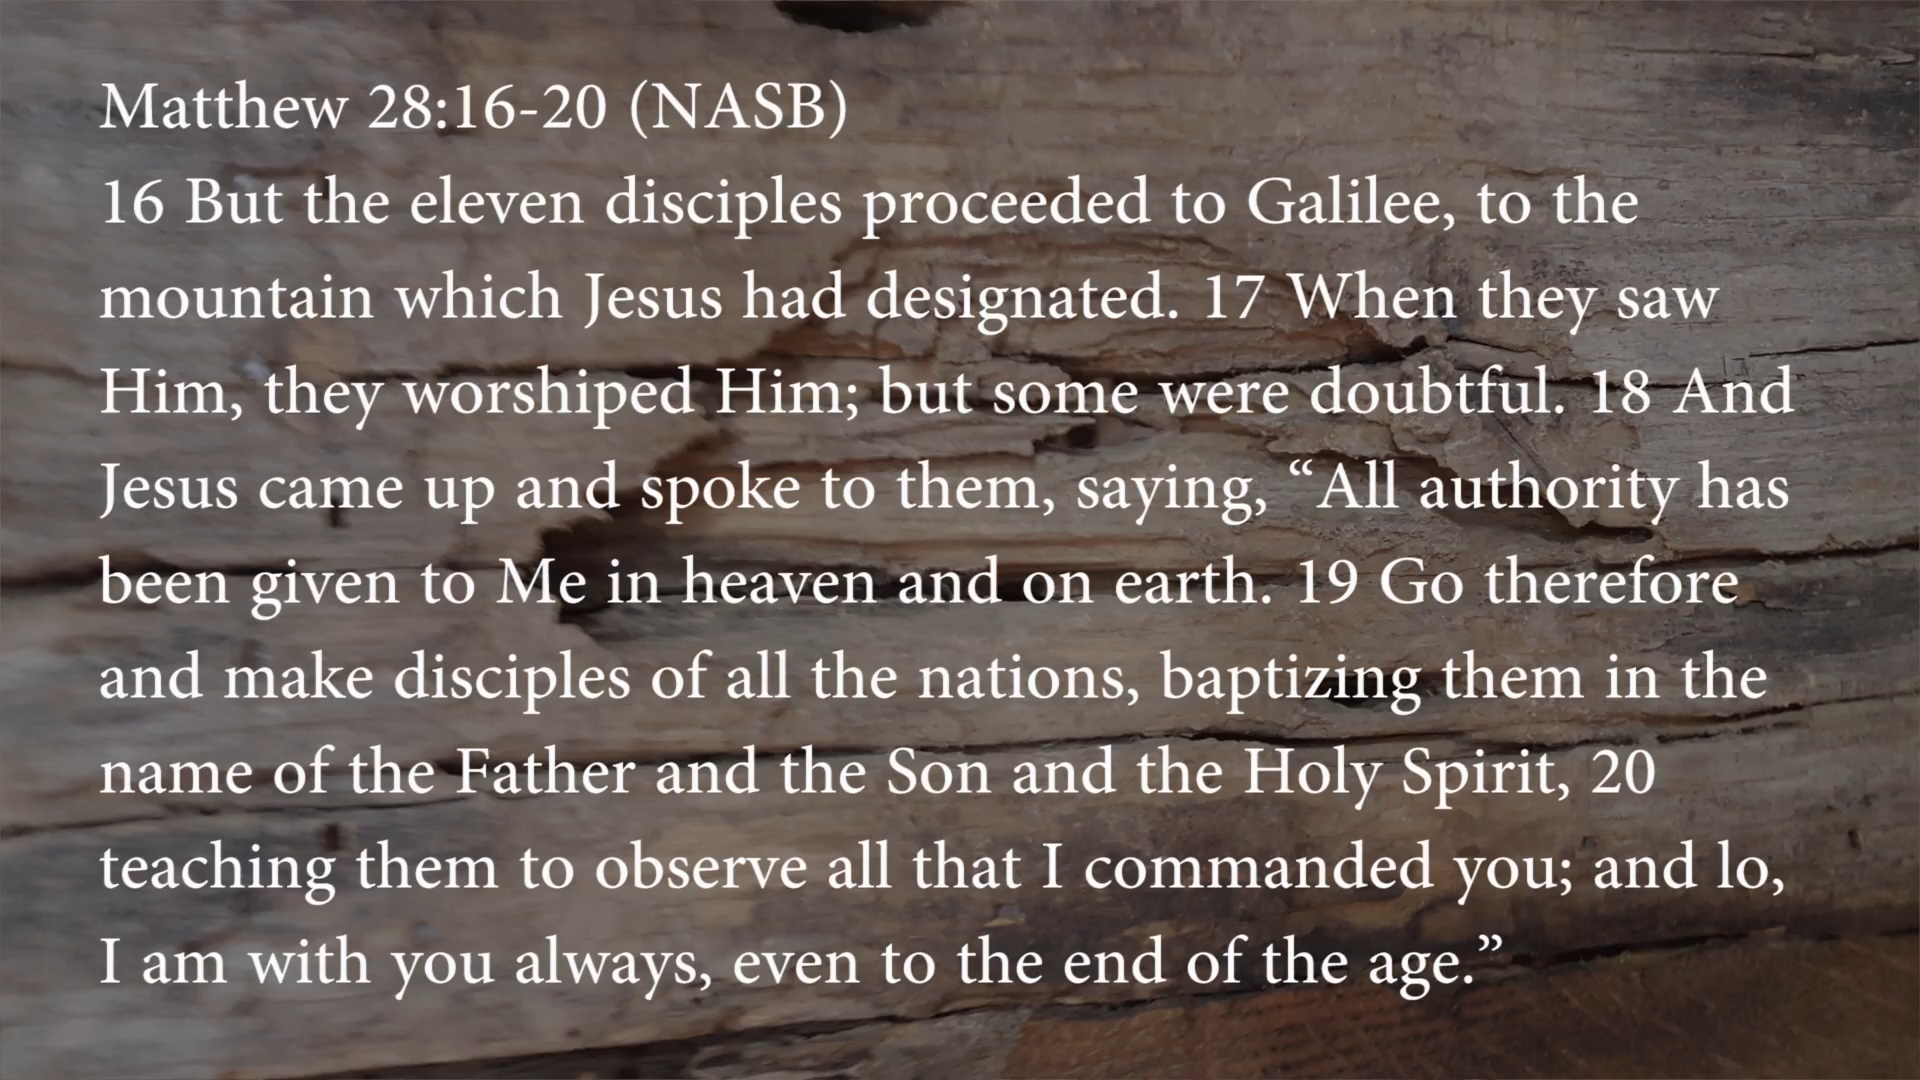 Matthew 28:16-20 (NASB)
16 But the eleven disciples proceeded to Galilee, to the
mountain which Jesus had designated. 17 When they saw
Him, they worshiped Him; but some were doubtful. 18 And
Jesus came up and spoke to them, saying, “All authority has
been given to Me in heaven and on earth. 19 Go therefore
and make disciples of all the nations, baptizing them in the
name of the Father and the Son and the Holy Spirit, 20
teaching them to observe all that I commanded you; and lo,
I am with you always, even to the end of the age.”